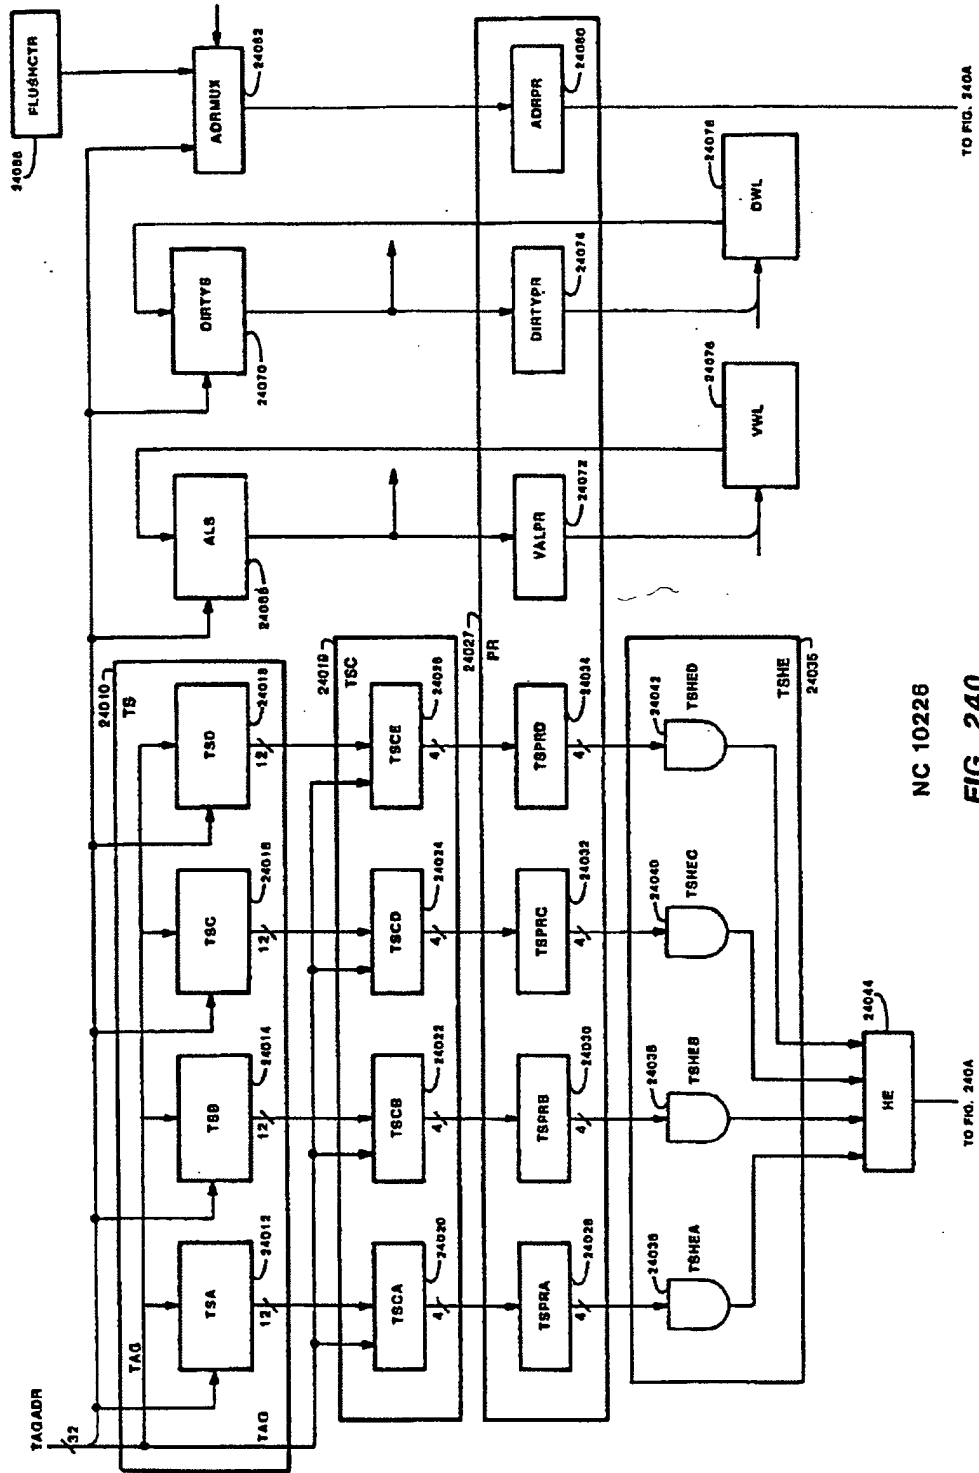 TAGADR
32
FLUSHCTR
24086
ADRMUX
24082
24010
TS
TAG
TSA
24012
12
TSB
24014
12
TSC
24016
12
TSD
24018
12
ALS
24068
DIRTYS
24070
TAG
24019
TSC
TSCA
24020
4
TSCB
24022
4
TSCD
24024
4
TSCE
24026
4
24027
PR
TSPRA
24028
4
TSPRB
24030
4
TSPRC
24032
4
TSPRD
24034
4
VALPR
24072
DIRTYPR
24074
ADRPR
24080
24036
TSHEA
24038
TSHEB
24040
TSHEC
24042
TSHED
TSHE
24035
VWL
24076
DWL
24078
HE
24044
TO FIG. 240A
TO FIG. 240A
NC 10226
FIG. 240